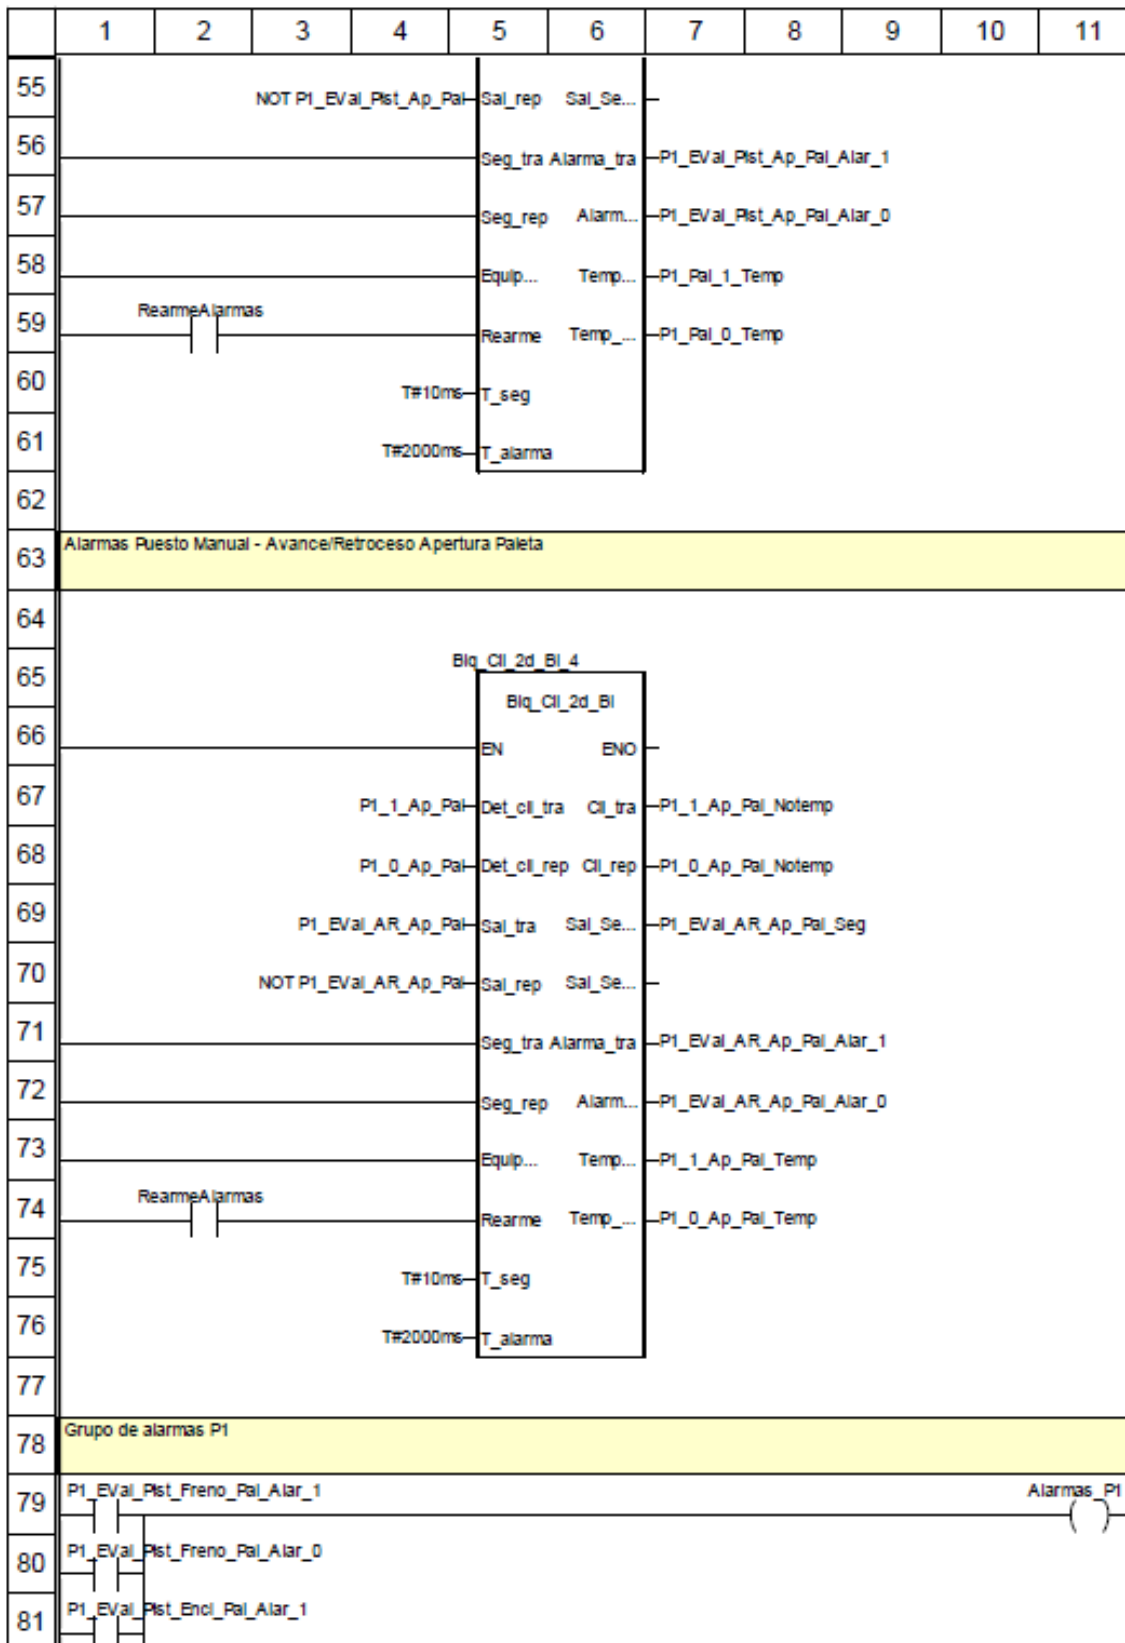 1 2 3 4 5 6 7 8 9 10 11
55 NOT P1_EVal_Pist_Ap_Pal Sal_rep Sal_Se...
56 Seg_tra Alarma_tra P1_EVal_Pist_Ap_Pal_Alar_1
57 Seg_rep Alarm... P1_EVal_Pist_Ap_Pal_Alar_0
58 Equip... Temp... P1_Pal_1_Temp
RearmeAlarmas
59 Rearme Temp_... P1_Pal_0_Temp
60 T#10ms T_seg
61 T#2000ms T_alarma
62
63 Alarmas Puesto Manual - Avance/Retroceso Apertura Paleta
64
Blq_Cil_2d_Bi_4
65 Blq_Cil_2d_Bi
66 EN ENO
67 P1_1_Ap_Pal Det_cil_tra Cil_tra P1_1_Ap_Pal_Notemp
68 P1_0_Ap_Pal Det_cil_rep Cil_rep P1_0_Ap_Pal_Notemp
69 P1_EVal_AR_Ap_Pal Sal_tra Sal_Se... P1_EVal_AR_Ap_Pal_Seg
70 NOT P1_EVal_AR_Ap_Pal Sal_rep Sal_Se...
71 Seg_tra Alarma_tra P1_EVal_AR_Ap_Pal_Alar_1
72 Seg_rep Alarm... P1_EVal_AR_Ap_Pal_Alar_0
73 Equip... Temp... P1_1_Ap_Pal_Temp
RearmeAlarmas
74 Rearme Temp_... P1_0_Ap_Pal_Temp
75 T#10ms T_seg
76 T#2000ms T_alarma
77
78 Grupo de alarmas P1
79 P1_EVal_Pist_Freno_Pal_Alar_1 Alarmas_P1
80 P1_EVal_Pist_Freno_Pal_Alar_0
81 P1_EVal_Pist_Encl_Pal_Alar_1